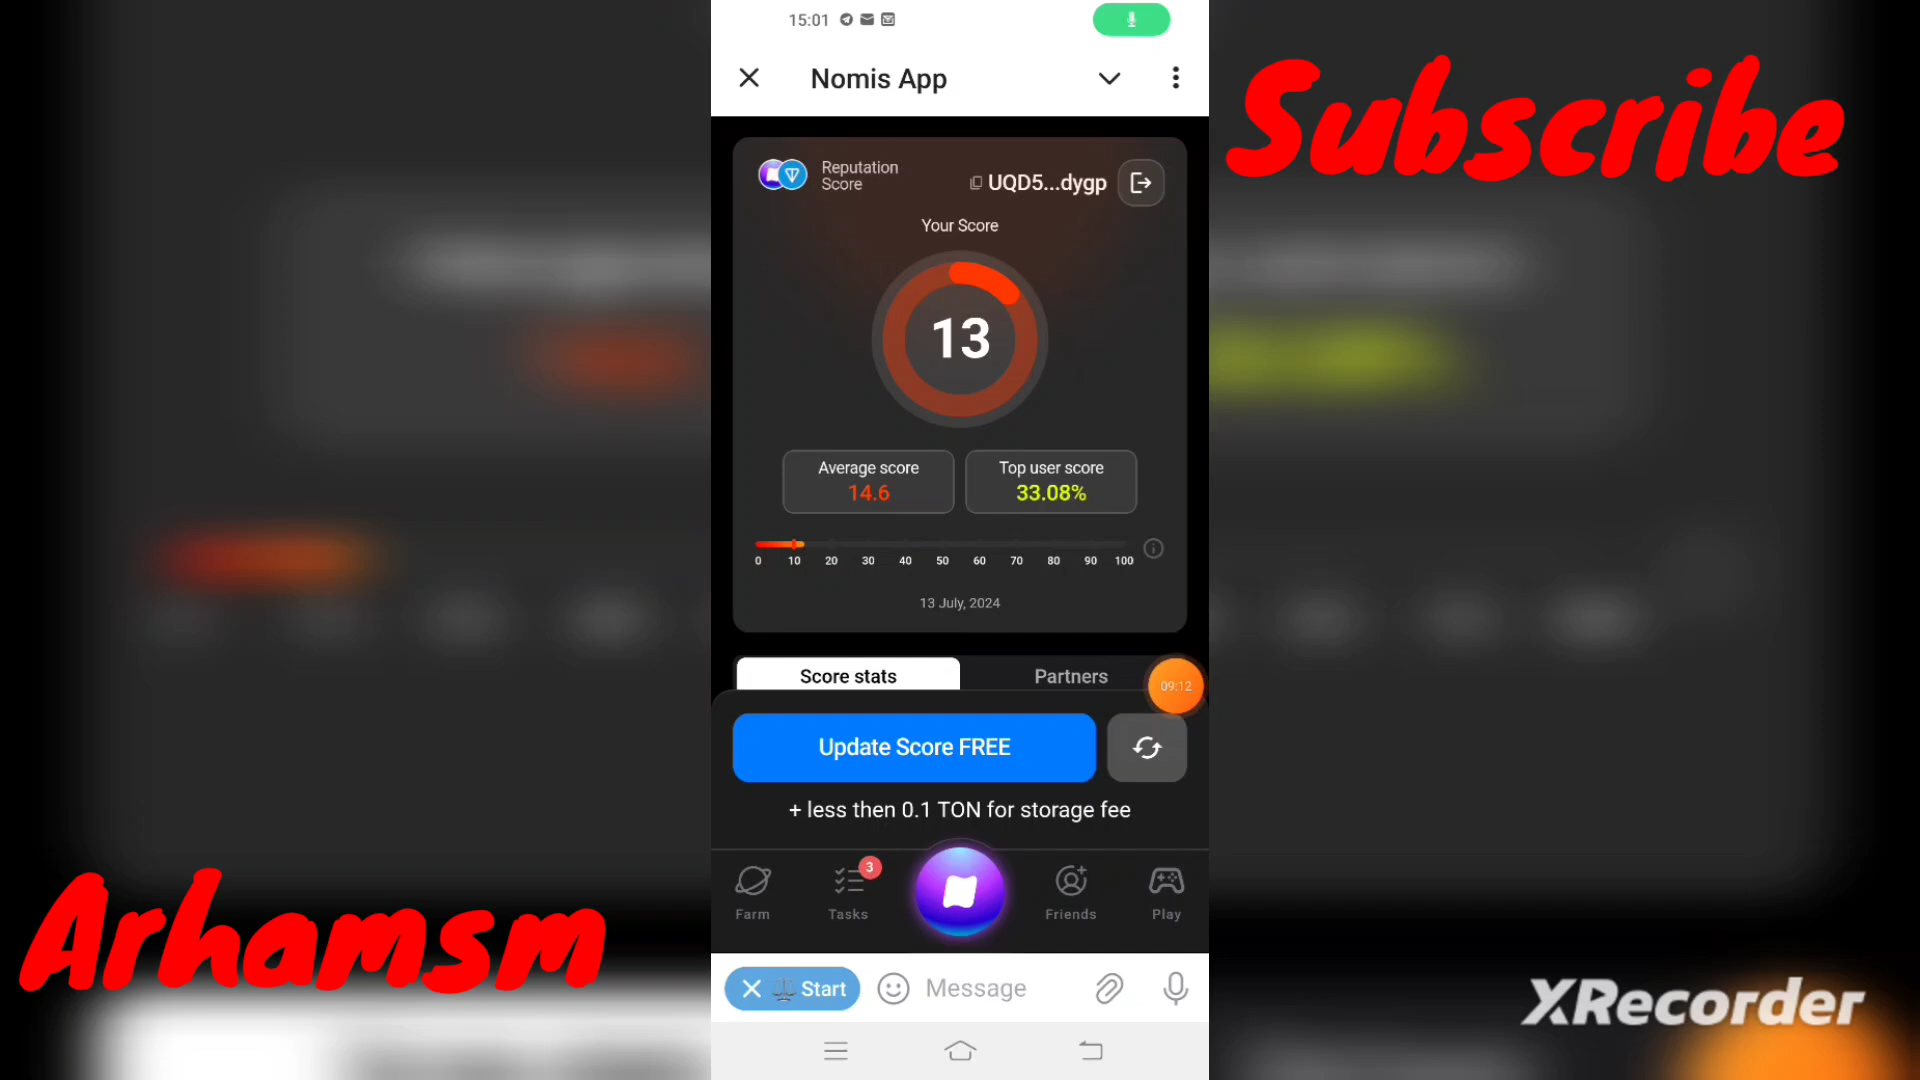 15:01
Nomis App
Subscribe
Reputation
Score
UQD5...dygp
Your Score
13
Average score
14.6
Top user score
33.08%
0 10 20 30 40 50 60 70 80 90 100
13 July, 2024
Score stats
Partners
09:12
Update Score FREE
+ less then 0.1 TON for storage fee
3
Farm
Tasks
Friends
Play
Arhamsm
Start
Message
XRecorder